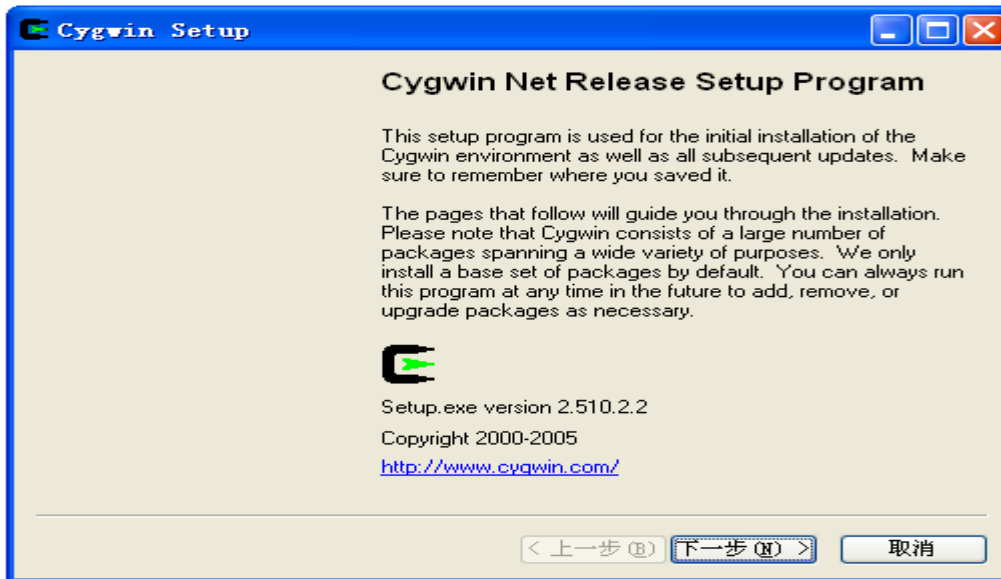 Cygwin Setup
Cygwin Net Release Setup Program
This setup program is used for the initial installation of the
Cygwin environment as well as all subsequent updates.  Make
sure to remember where you saved it.
The pages that follow will guide you through the installation.
Please note that Cygwin consists of a large number of
packages spanning a wide variety of purposes.  We only
install a base set of packages by default.  You can always run
this program at any time in the future to add, remove, or
upgrade packages as necessary.
Setup.exe version 2.510.2.2
Copyright 2000-2005
http://www.cygwin.com/
< 上一步(B) 下一步(N) > 取消